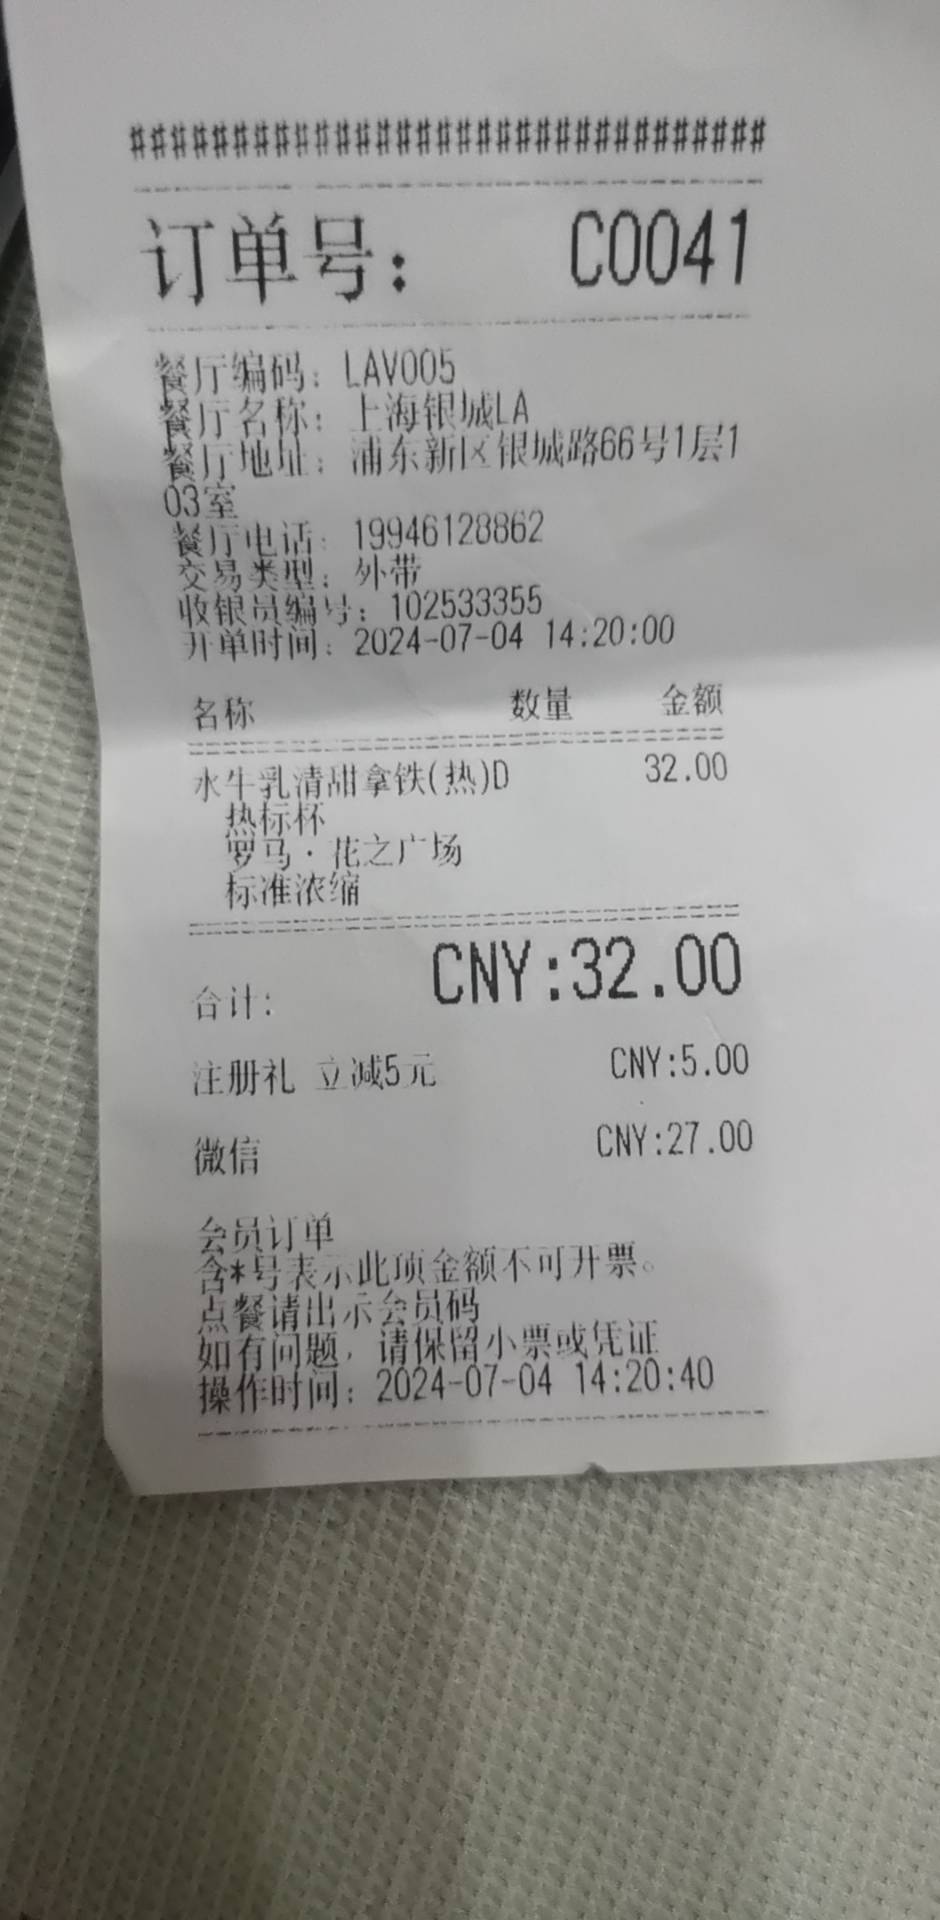 ################################
订单号: C0041
餐厅编码: LAV005
餐厅名称: 上海银城LA
餐厅地址: 浦东新区银城路66号1层1
03室
餐厅电话: 19946128862
交易类型: 外带
收银员编号: 102533355
开单时间: 2024-07-04 14:20:00
名称 数量 金额
水牛乳清甜拿铁(热)D 32.00
热标杯
罗马·花之广场
标准浓缩
合计: CNY:32.00
注册礼 立减5元 CNY:5.00
微信 CNY:27.00
会员订单
含*号表示此项金额不可开票。
点餐请出示会员码
如有问题，请保留小票或凭证
操作时间: 2024-07-04 14:20:40